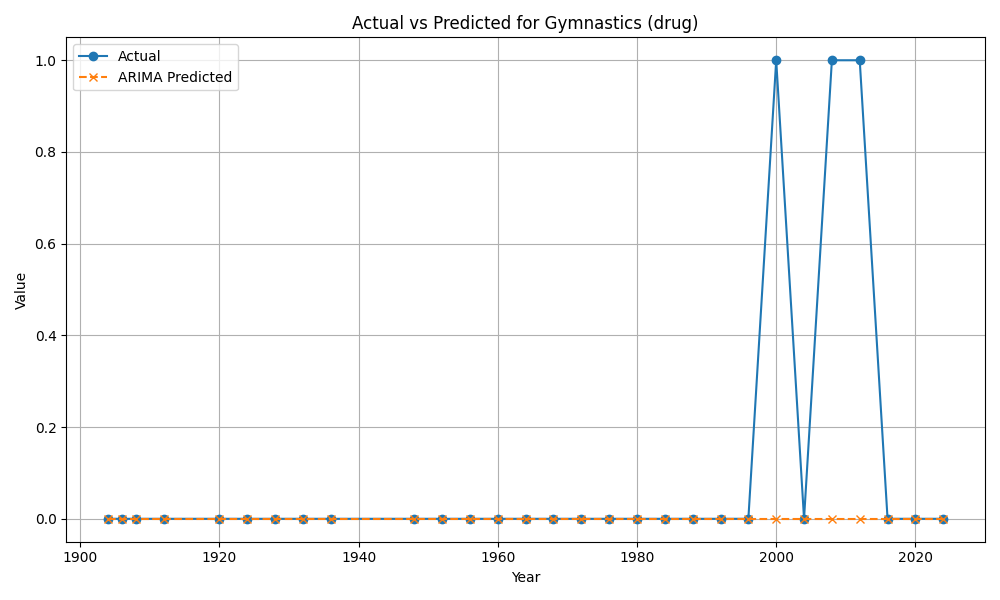 Actual vs Predicted for Gymnastics (drug)
Actual
ARIMA Predicted
Value
1.0
0.8
0.6
0.4
0.2
0.0
1900 1920 1940 1960 1980 2000 2020
Year